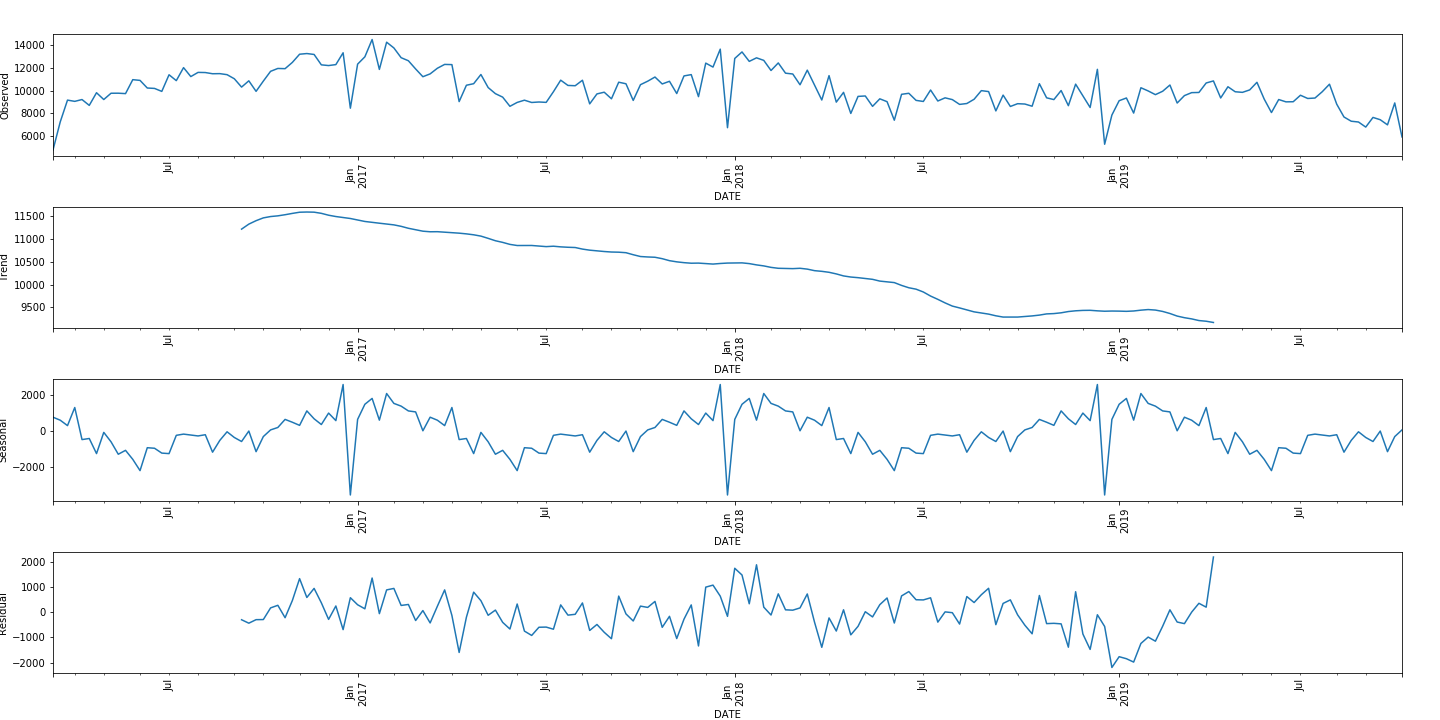 Observed
14000
12000
10000
8000
6000
Jul
Jan
2017
Jul
Jan
2018
Jul
Jan
2019
Jul
DATE
Trend
11500
11000
10500
10000
9500
Jul
Jan
2017
Jul
Jan
2018
Jul
Jan
2019
Jul
DATE
Seasonal
2000
0
−2000
Jul
Jan
2017
Jul
Jan
2018
Jul
Jan
2019
Jul
DATE
Residual
2000
1000
0
−1000
−2000
Jul
Jan
2017
Jul
Jan
2018
Jul
Jan
2019
Jul
DATE